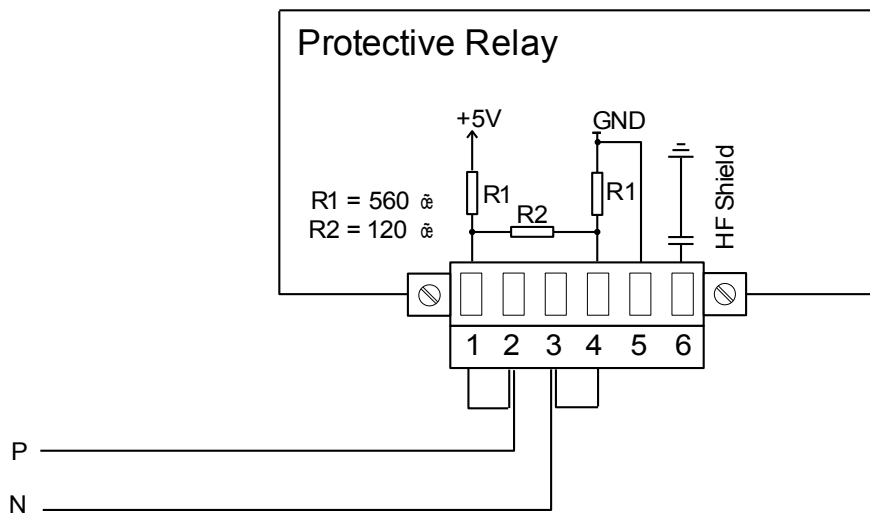 Protective Relay
+5V
GND
R1
R1
HF Shield
R1 = 560
R2
R2 = 120
1 2 3 4 5 6
P
N